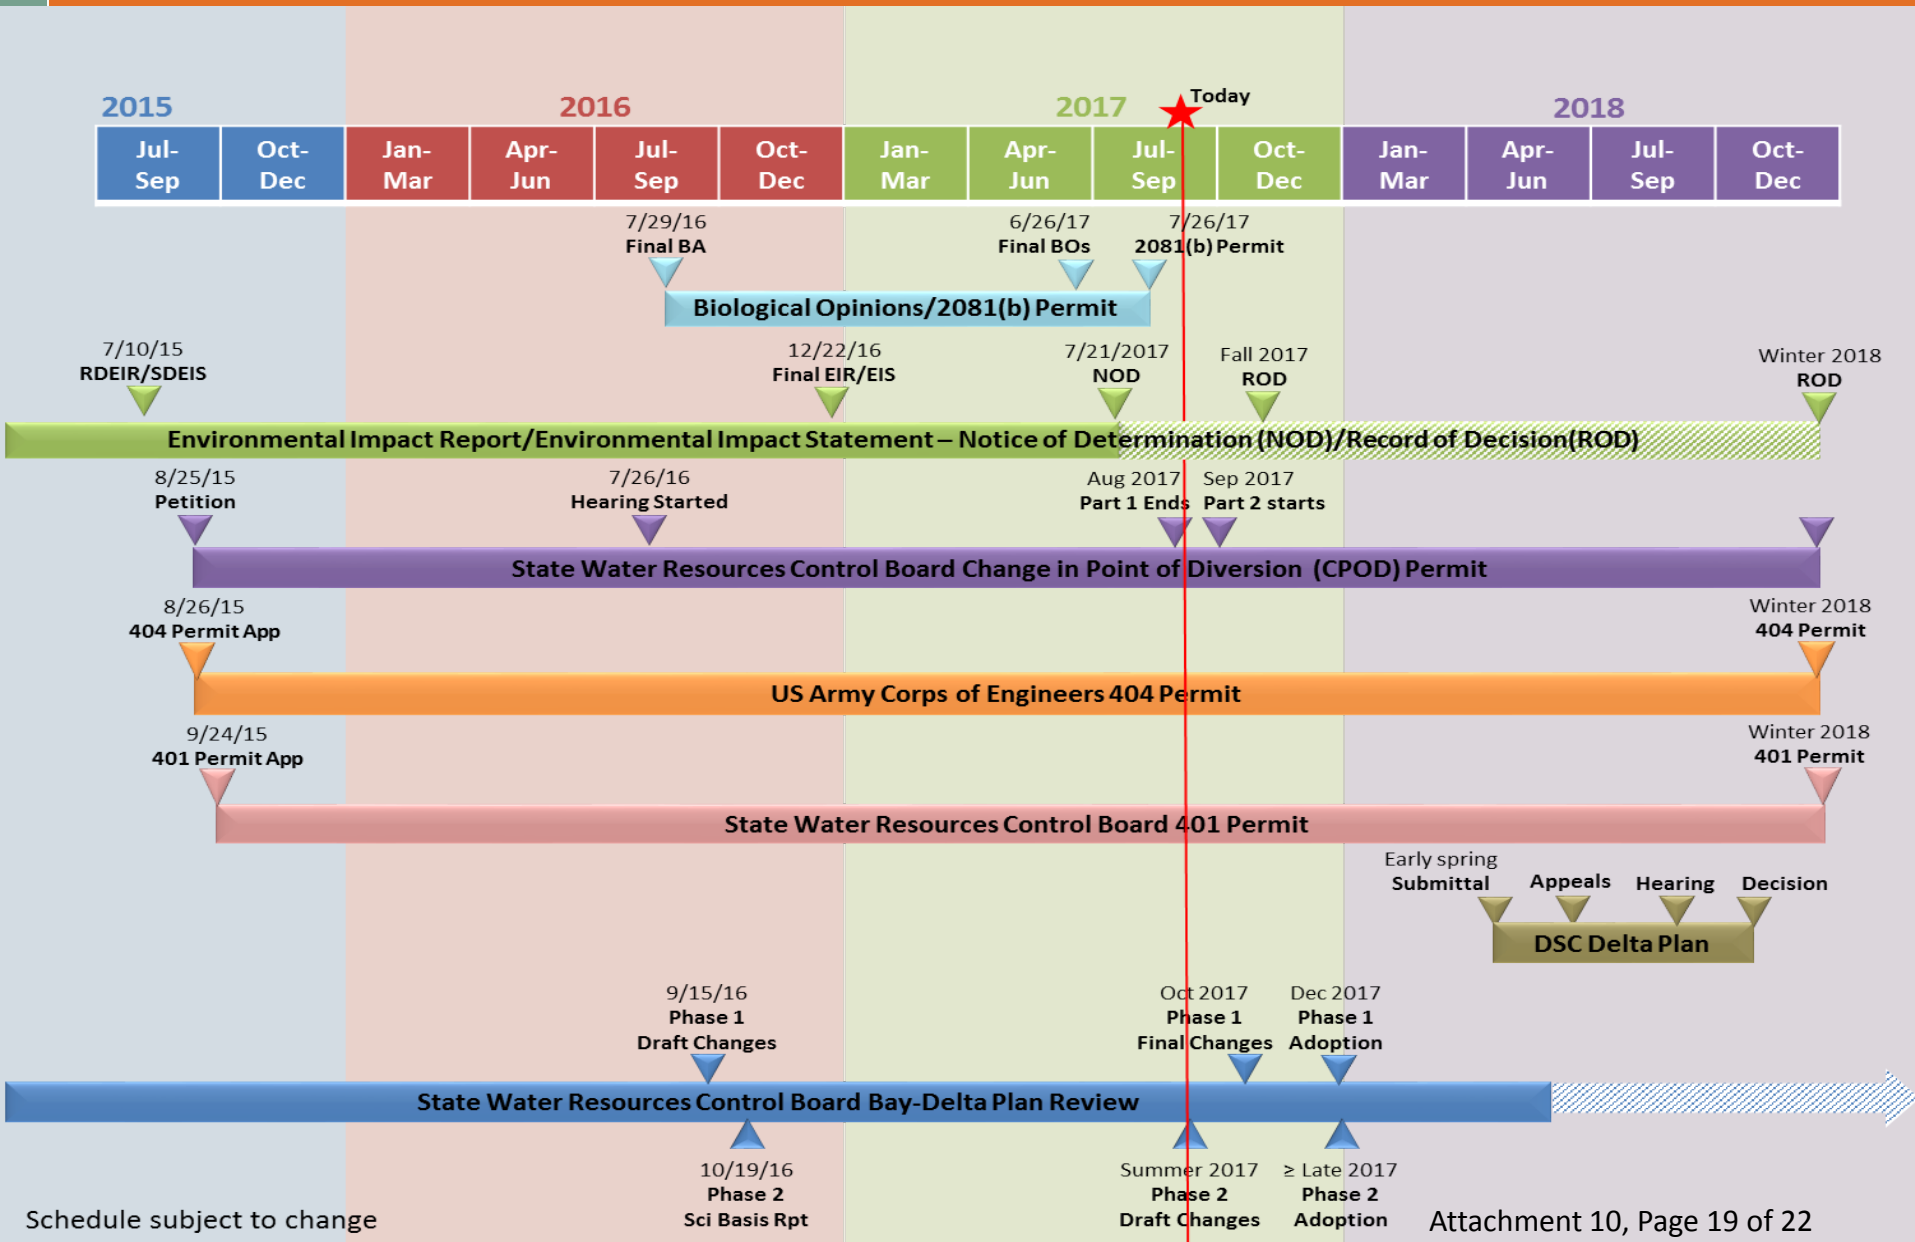 2015
2016
2017
Today
2018
Jul-
Sep
Oct-
Dec
Jan-
Mar
Apr-
Jun
Jul-
Sep
Oct-
Dec
Jan-
Mar
Apr-
Jun
Jul-
Sep
Oct-
Dec
Jan-
Mar
Apr-
Jun
Jul-
Sep
Oct-
Dec
7/29/16
Final BA
6/26/17
Final BOs
7/26/17
2081(b) Permit
Biological Opinions/2081(b) Permit
7/10/15
RDEIR/SDEIS
12/22/16
Final EIR/EIS
7/21/2017
NOD
Fall 2017
ROD
Winter 2018
ROD
Environmental Impact Report/Environmental Impact Statement – Notice of Determination (NOD)/Record of Decision(ROD)
8/25/15
Petition
7/26/16
Hearing Started
Aug 2017
Part 1 Ends
Sep 2017
Part 2 starts
State Water Resources Control Board Change in Point of Diversion (CPOD) Permit
8/26/15
404 Permit App
Winter 2018
404 Permit
US Army Corps of Engineers 404 Permit
9/24/15
401 Permit App
Winter 2018
401 Permit
State Water Resources Control Board 401 Permit
Early spring
Submittal
Appeals
Hearing
Decision
DSC Delta Plan
9/15/16
Phase 1
Draft Changes
Oct 2017
Phase 1
Final Changes
Dec 2017
Phase 1
Adoption
State Water Resources Control Board Bay-Delta Plan Review
10/19/16
Phase 2
Sci Basis Rpt
Summer 2017
Phase 2
Draft Changes
≥ Late 2017
Phase 2
Adoption
Schedule subject to change
Attachment 10, Page 19 of 22